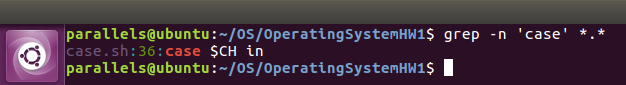 parallels@ubuntu:~/OS/OperatingSystemHW1$ grep -n 'case' *.*
case.sh:36:case $CH in
parallels@ubuntu:~/OS/OperatingSystemHW1$